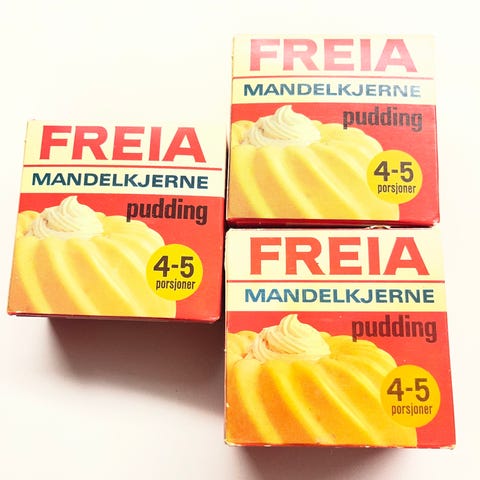 FREIA
MANDELKJERNE
pudding
4-5
porsjoner
FREIA
MANDELKJERNE
pudding
4-5
porsjoner
FREIA
MANDELKJERNE
pudding
4-5
porsjoner